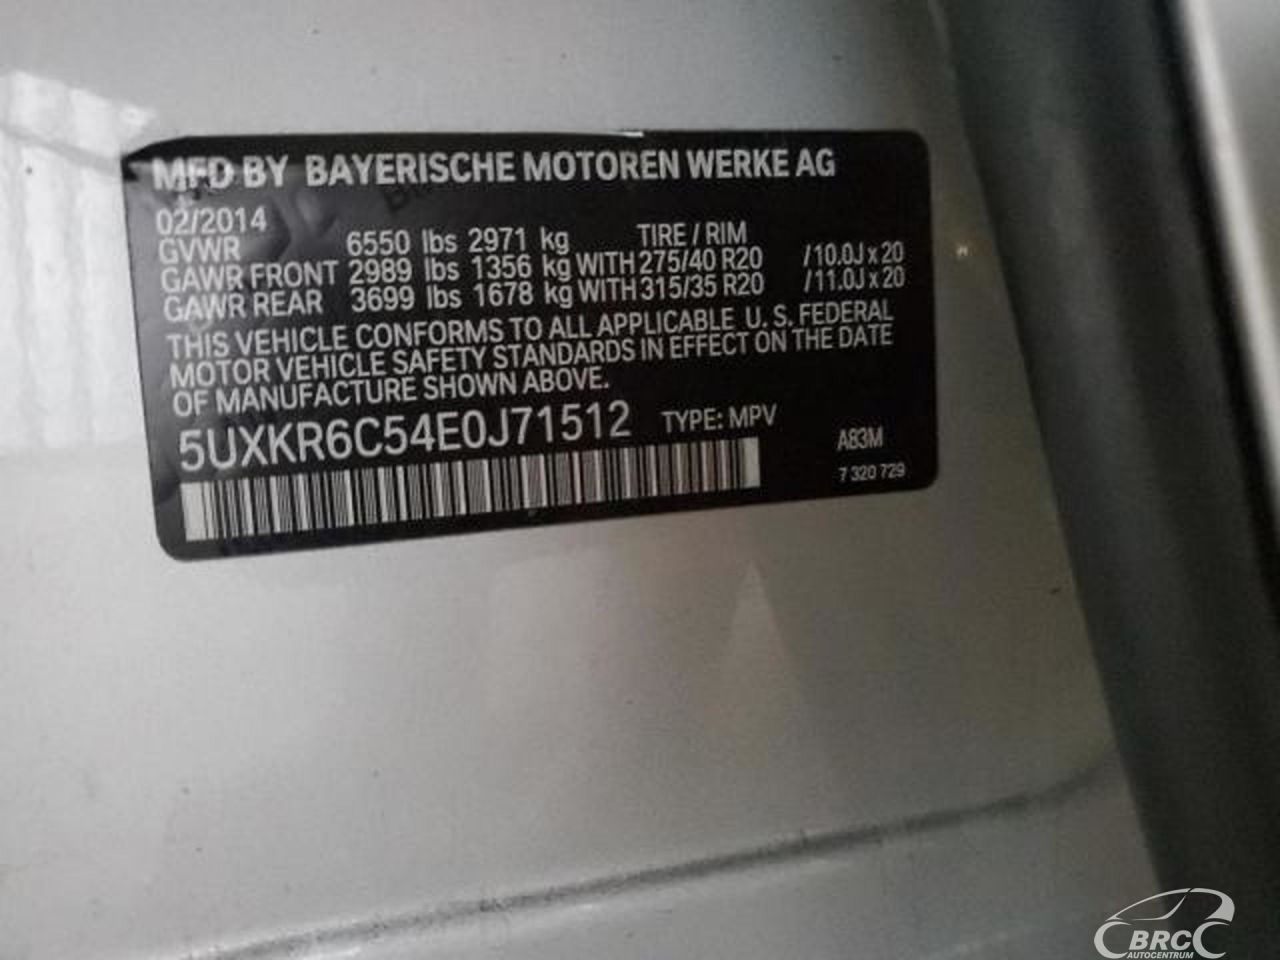 MFD BY BAYERISCHE MOTOREN WERKE AG
02/2014 TIRE / RIM
GVWR 6550 lbs 2971 kg
GAWR FRONT 2989 lbs 1356 kg WITH 275/40 R20 /10.0J x 20
GAWR REAR 3699 lbs 1678 kg WITH 315/35 R20 /11.0J x 20
THIS VEHICLE CONFORMS TO ALL APPLICABLE U. S. FEDERAL
MOTOR VEHICLE SAFETY STANDARDS IN EFFECT ON THE DATE
OF MANUFACTURE SHOWN ABOVE.
5UXKR6C54E0J71512 TYPE: MPV
A83M
7 320 729
BRC
AUTOCENTRUM